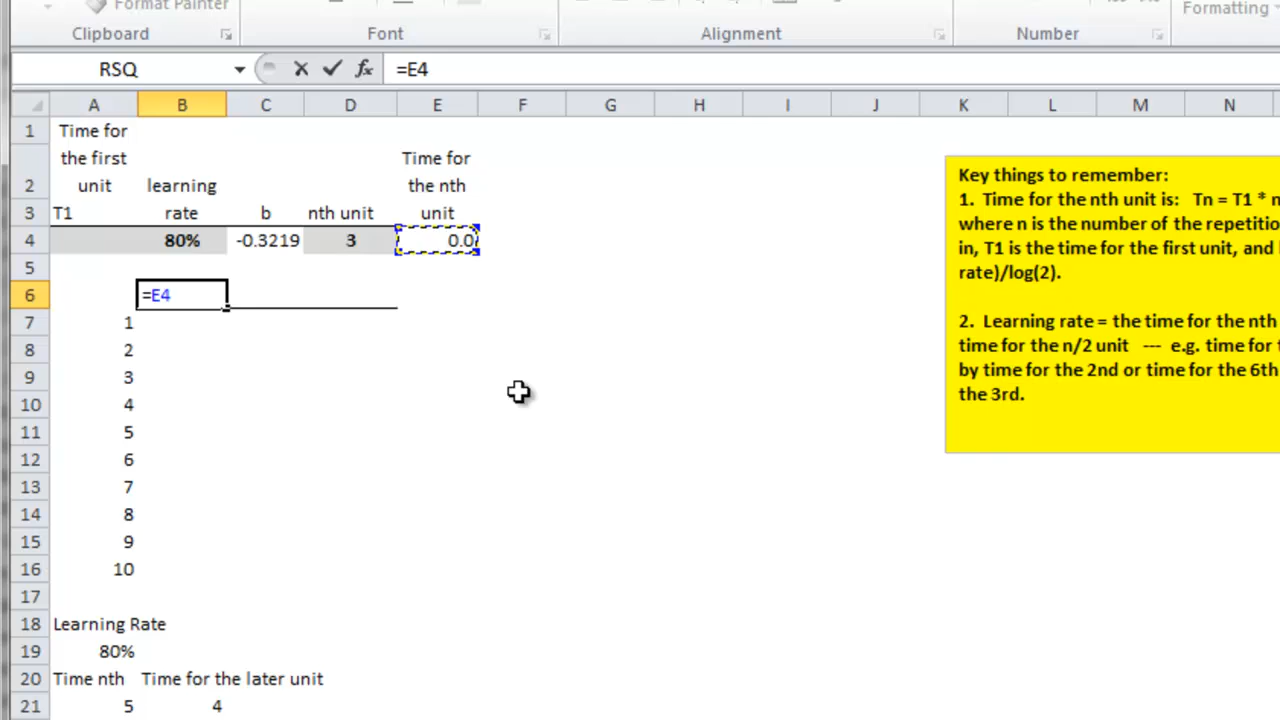 Format Painter
Formatting
Clipboard Font Alignment Number
RSQ =E4
A B C D E F G H I J K L M N
1 Time for
the first Time for
2 unit learning the nth
3 T1 rate b nth unit unit
4 80% -0.3219 3 0.0
5
6 =E4
7 1
8 2
9 3
10 4
11 5
12 6
13 7
14 8
15 9
16 10
17
18 Learning Rate
19 80%
20 Time nth Time for the later unit
21 5 4
Key things to remember:
1. Time for the nth unit is: Tn = T1 * n
where n is the number of the repetitio
in, T1 is the time for the first unit, and
rate)/log(2).
2. Learning rate = the time for the nth
time for the n/2 unit --- e.g. time for t
by time for the 2nd or time for the 6th
the 3rd.